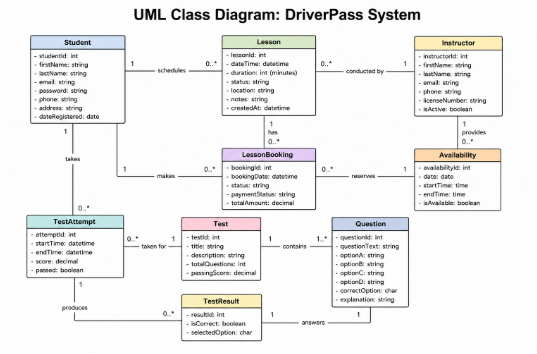 UML Class Diagram: DriverPass System
Student
- studentId: int
- firstName: string
- lastName: string
- email: string
- password: string
- phone: string
- address: string
- dateRegistered: date
1
schedules
0..*
Lesson
- lessonId: int
- dateTime: datetime
- duration: int (minutes)
- status: string
- location: string
- notes: string
- createdAt: datetime
0..*
conducted by
1
Instructor
- instructorId: int
- firstName: string
- lastName: string
- email: string
- phone: string
- licenseNumber: string
- isActive: boolean
1
takes
0..*
1
has
0..*
1
provides
0..*
1
makes
0..*
LessonBooking
- bookingId: int
- bookingDate: datetime
- status: string
- paymentStatus: string
- totalAmount: decimal
0..*
reserves
1
Availability
- availabilityId: int
- date: date
- startTime: time
- endTime: time
- isAvailable: boolean
TestAttempt
- attemptId: int
- startTime: datetime
- endTime: datetime
- score: decimal
- passed: boolean
0..*
taken for
1
Test
- testId: int
- title: string
- description: string
- totalQuestions: int
- passingScore: decimal
1
contains
1..*
Question
- questionId: int
- questionText: string
- optionA: string
- optionB: string
- optionC: string
- optionD: string
- correctOption: char
- explanation: string
1
produces
0..*
TestResult
- resultId: int
- isCorrect: boolean
- selectedOption: char
1
answers
1